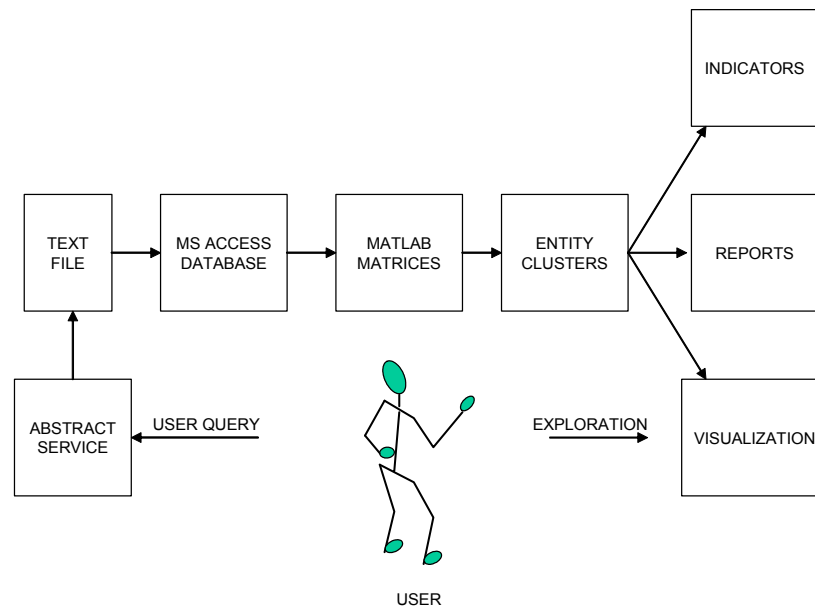 INDICATORS
TEXT
FILE
MS ACCESS
DATABASE
MATLAB
MATRICES
ENTITY
CLUSTERS
REPORTS
ABSTRACT
SERVICE
USER QUERY
EXPLORATION
VISUALIZATION
USER